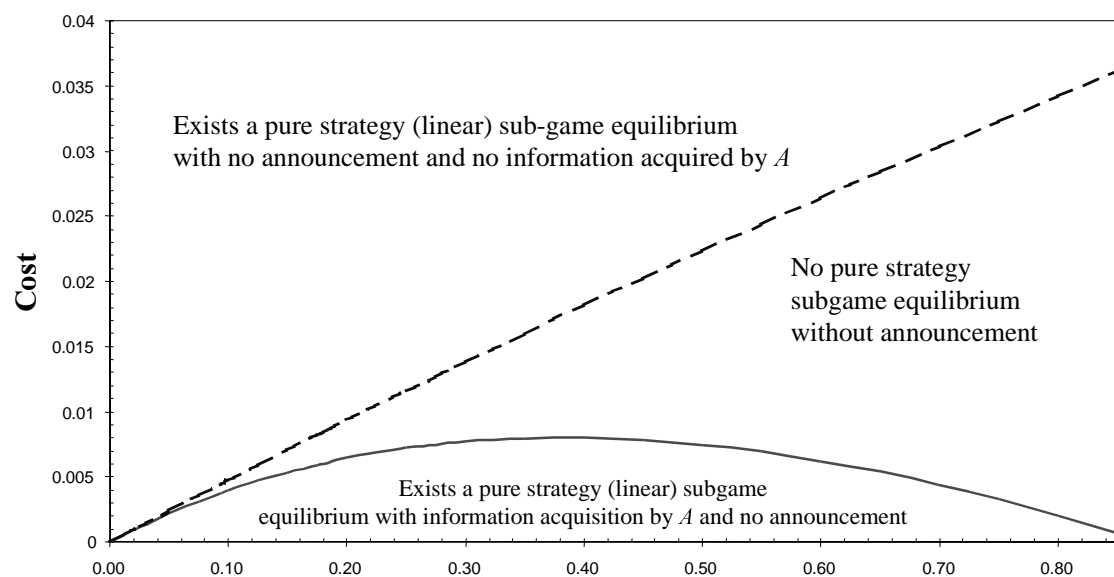 0.04
0.035
Exists a pure strategy (linear) sub-game equilibrium
with no announcement and no information acquired by A
0.03
0.025
No pure strategy
subgame equilibrium
without announcement
Cost
0.02
0.015
0.01
0.005
Exists a pure strategy (linear) subgame
equilibrium with information acquisition by A and no announcement
0
0.00 0.10 0.20 0.30 0.40 0.50 0.60 0.70 0.80